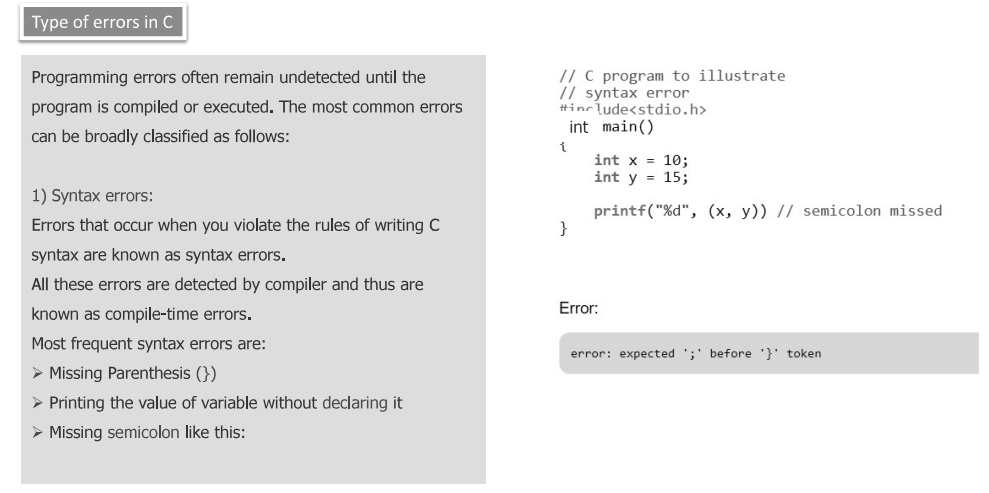 Type of errors in C
Programming errors often remain undetected until the
program is compiled or executed. The most common errors
can be broadly classified as follows:
1) Syntax errors:
Errors that occur when you violate the rules of writing C
syntax are known as syntax errors.
All these errors are detected by compiler and thus are
known as compile-time errors.
Most frequent syntax errors are:
➢ Missing Parenthesis (})
➢ Printing the value of variable without declaring it
➢ Missing semicolon like this:
// C program to illustrate
// syntax error
#include<stdio.h>
int main()
{
int x = 10;
int y = 15;
printf("%d", (x, y)) // semicolon missed
}
Error:
error: expected ';' before '}' token